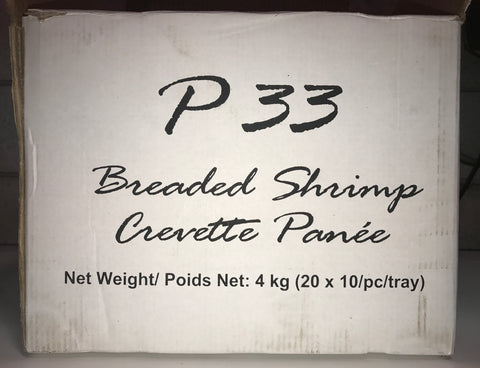 P 33
Breaded Shrimp
Crevette Panée
Net Weight/ Poids Net: 4 kg (20 x 10/pc/tray)